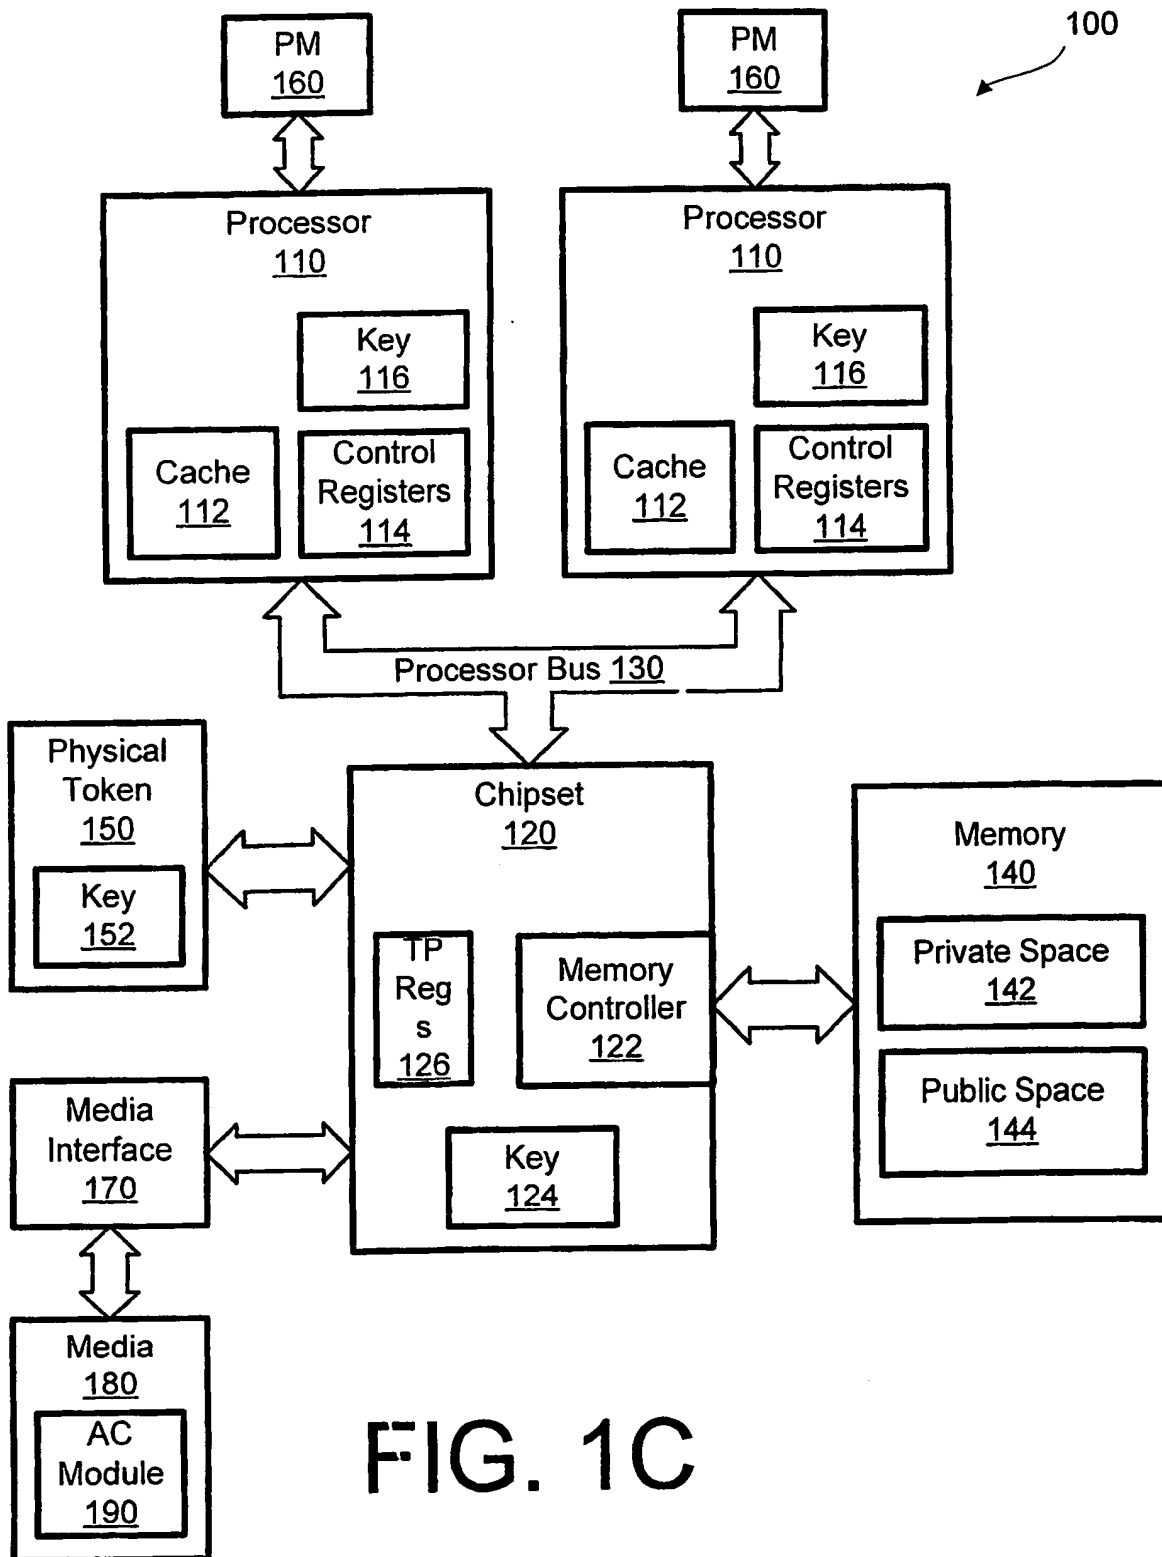 100
PM
160
PM
160
Processor
110
Key
116
Cache
112
Control
Registers
114
Processor
110
Key
116
Cache
112
Control
Registers
114
Processor Bus 130
Physical
Token
150
Key
152
Chipset
120
TP
Reg
s
126
Memory
Controller
122
Key
124
Memory
140
Private Space
142
Public Space
144
Media
Interface
170
Media
180
AC
Module
190
FIG. 1C